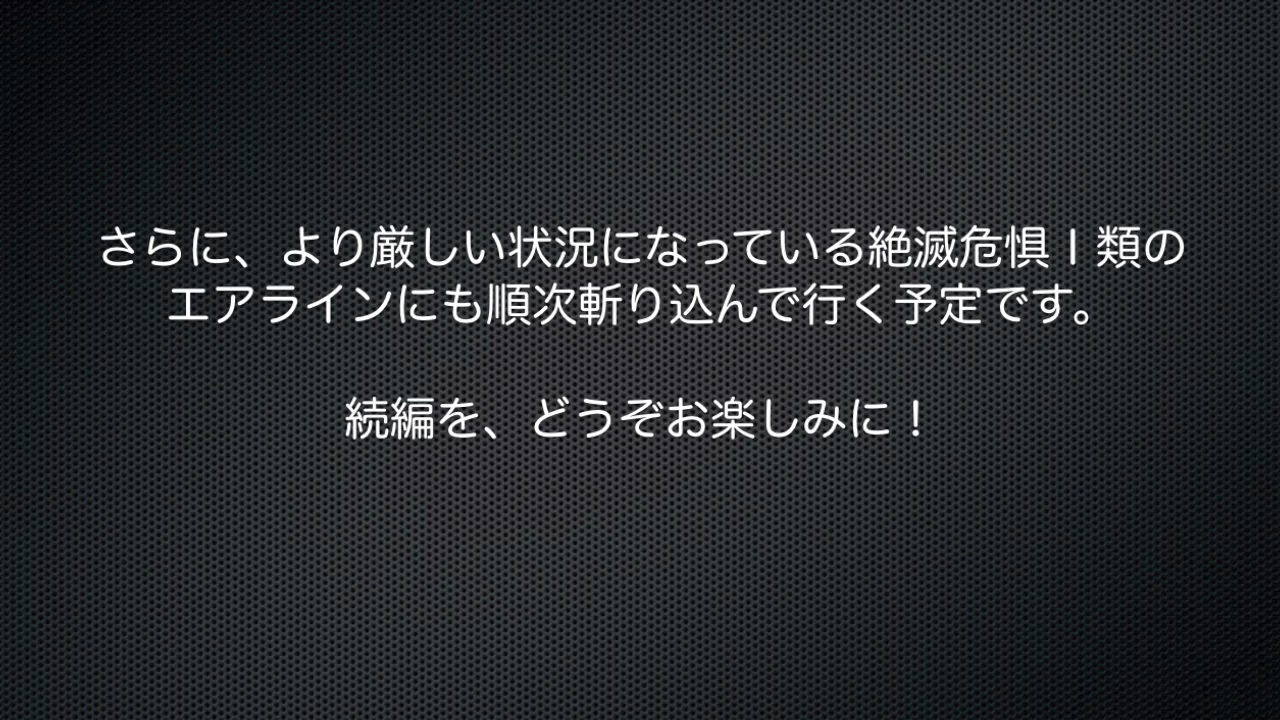 さらに、より厳しい状況になっている絶滅危惧Ⅰ類の
エアラインにも順次斬り込んで行く予定です。
続編を、どうぞお楽しみに！